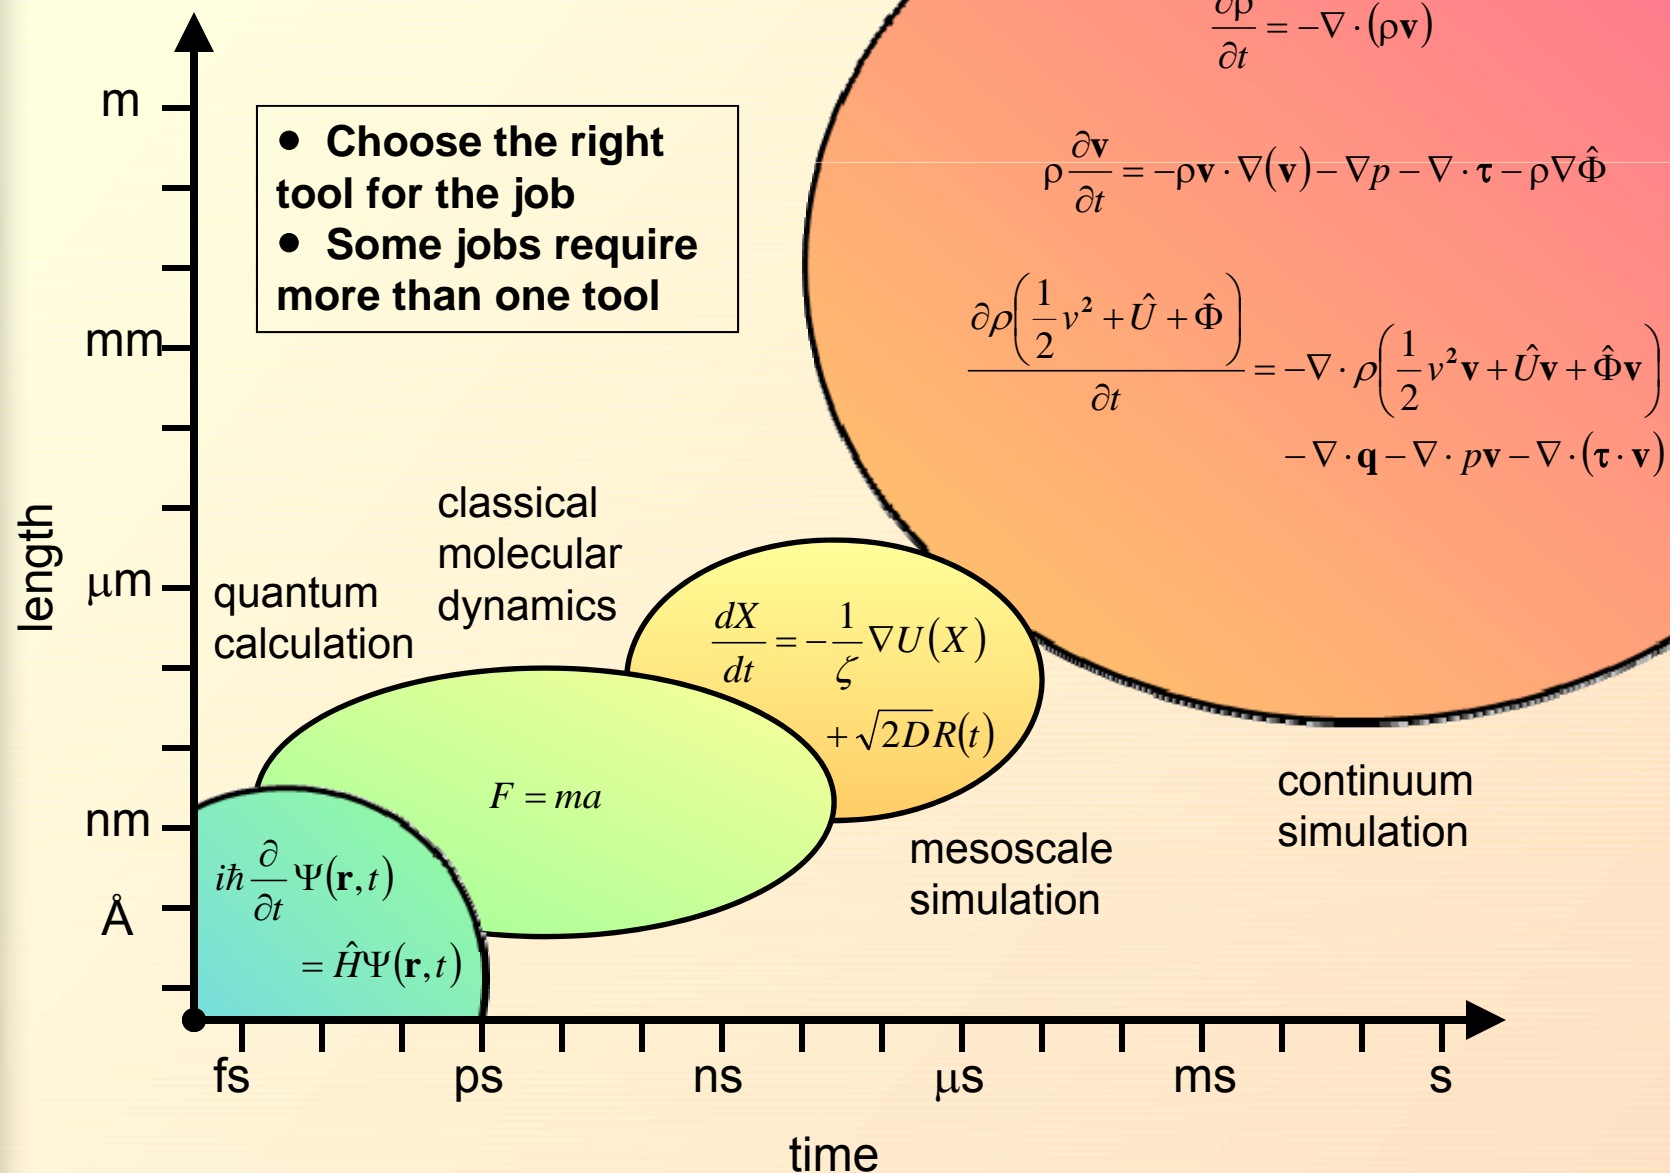 ∂ρ/∂t = −∇·(ρv)
m
● Choose the right
tool for the job
● Some jobs require
more than one tool
ρ ∂v/∂t = −ρv·∇(v) − ∇p − ∇·τ − ρ∇Φ̂
mm
∂ρ(1/2 v² + Û + Φ̂)/∂t = −∇·ρ(1/2 v²v + Ûv + Φ̂v)
−∇·q − ∇·pv − ∇·(τ·v)
length
classical
molecular
dynamics
μm
quantum
calculation
dX/dt = −1/ζ ∇U(X)
+ √2D R(t)
F = ma
nm
continuum
simulation
mesoscale
simulation
iħ ∂/∂t Ψ(r,t)
= ĤΨ(r,t)
Å
fs ps ns μs ms s
time